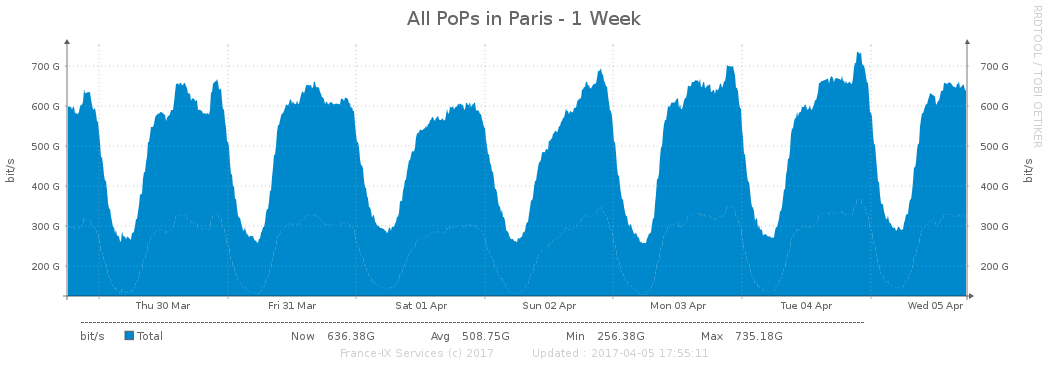 All PoPs in Paris - 1 Week
RRDTOOL / TOBI OETIKER
700 G 700 G
600 G 600 G
500 G 500 G
400 G 400 G
300 G 300 G
200 G 200 G
bit/s
bit/s
Thu 30 Mar Fri 31 Mar Sat 01 Apr Sun 02 Apr Mon 03 Apr Tue 04 Apr Wed 05 Apr
bit/s Total Now 636.38G Avg 508.75G Min 256.38G Max 735.18G
France-IX Services (c) 2017 Updated : 2017-04-05 17:55:11